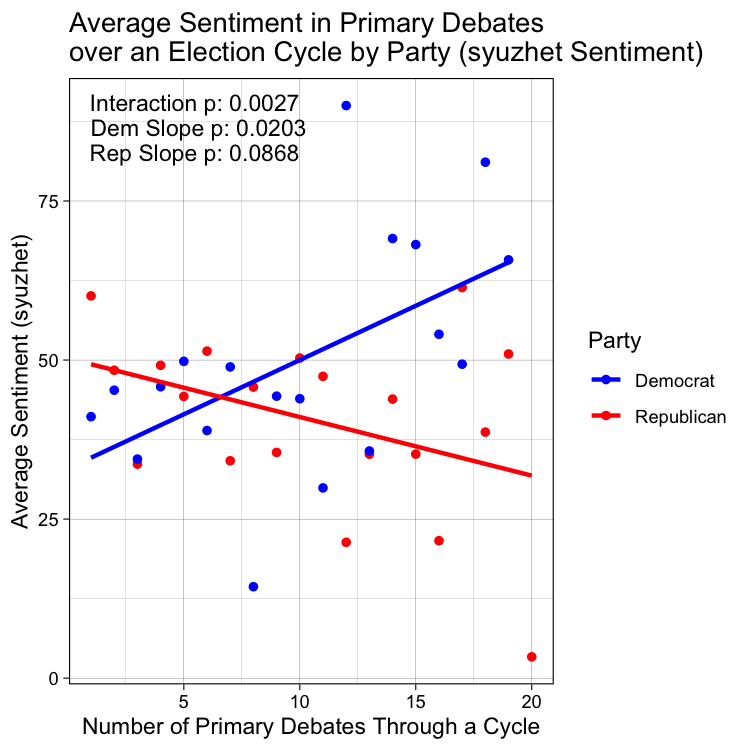 Average Sentiment in Primary Debates
over an Election Cycle by Party (syuzhet Sentiment)
Interaction p: 0.0027
Dem Slope p: 0.0203
Rep Slope p: 0.0868
Average Sentiment (syuzhet)
75
50
25
0
5 10 15 20
Number of Primary Debates Through a Cycle
Party
Democrat
Republican